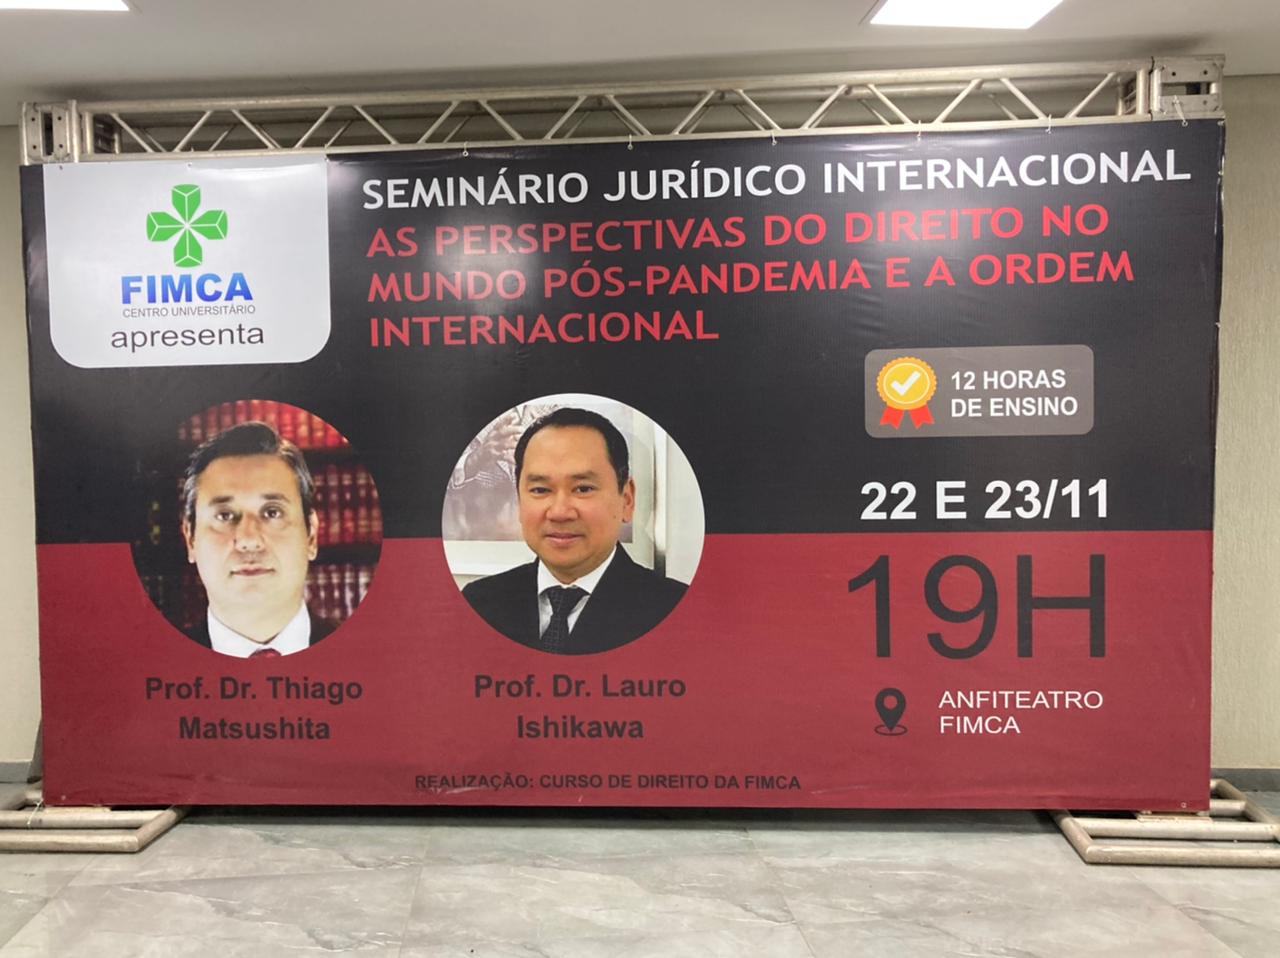 FIMCA
CENTRO UNIVERSITÁRIO
apresenta
SEMINÁRIO JURÍDICO INTERNACIONAL
AS PERSPECTIVAS DO DIREITO NO
MUNDO PÓS-PANDEMIA E A ORDEM
INTERNACIONAL
12 HORAS
DE ENSINO
22 E 23/11
19H
ANFITEATRO
FIMCA
Prof. Dr. Thiago
Matsushita
Prof. Dr. Lauro
Ishikawa
REALIZAÇÃO: CURSO DE DIREITO DA FIMCA